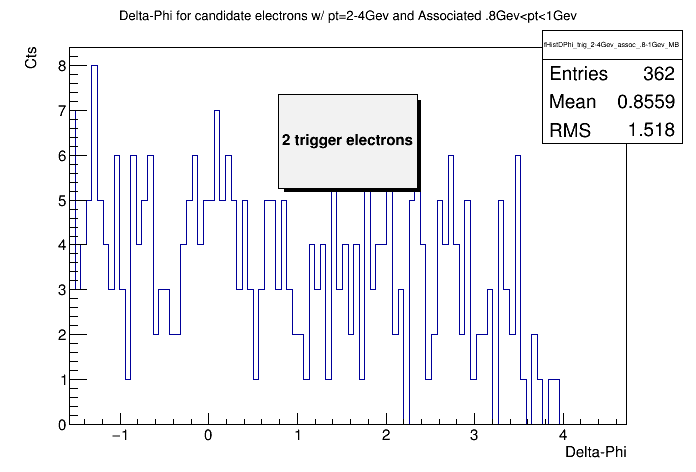 Delta-Phi for candidate electrons w/ pt=2-4Gev and Associated .8Gev<pt<1Gev
fHistDPhi_trig_2-4Gev_assoc_.8-1Gev_MB
Entries 362
Mean 0.8559
RMS 1.518
Cts
2 trigger electrons
8
7
6
5
4
3
2
1
0
−1 0 1 2 3 4
Delta-Phi